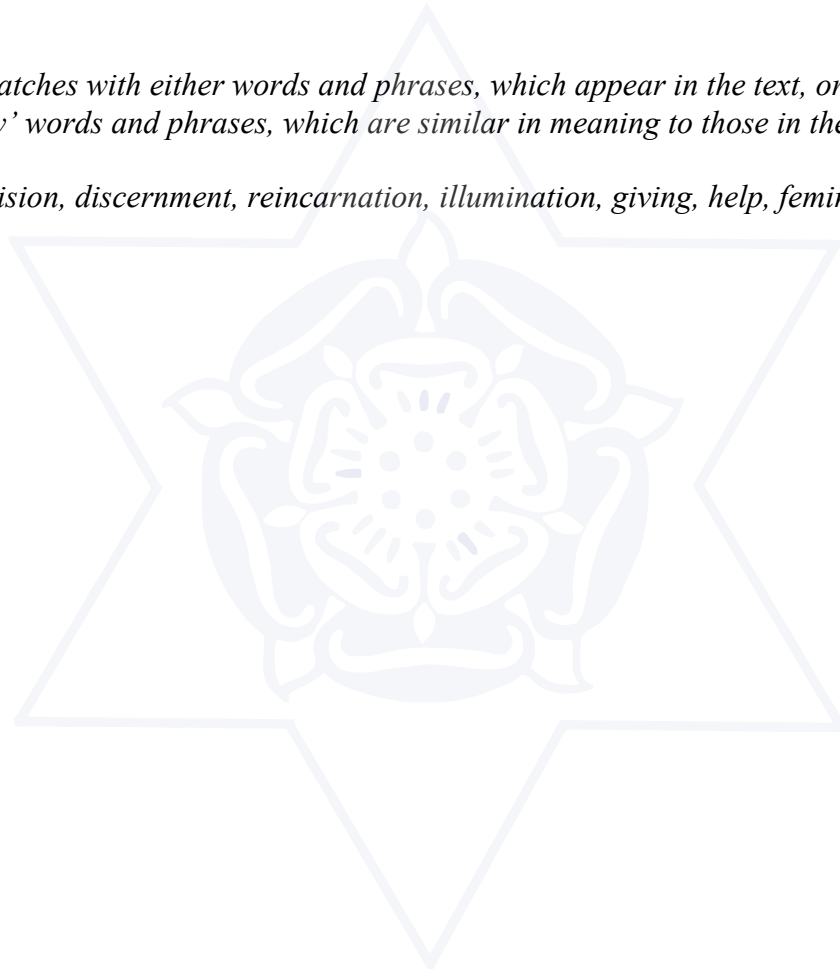 atches with either words and phrases, which appear in the text, or
’ words and phrases, which are similar in meaning to those in the
ision, discernment, reincarnation, illumination, giving, help, femin